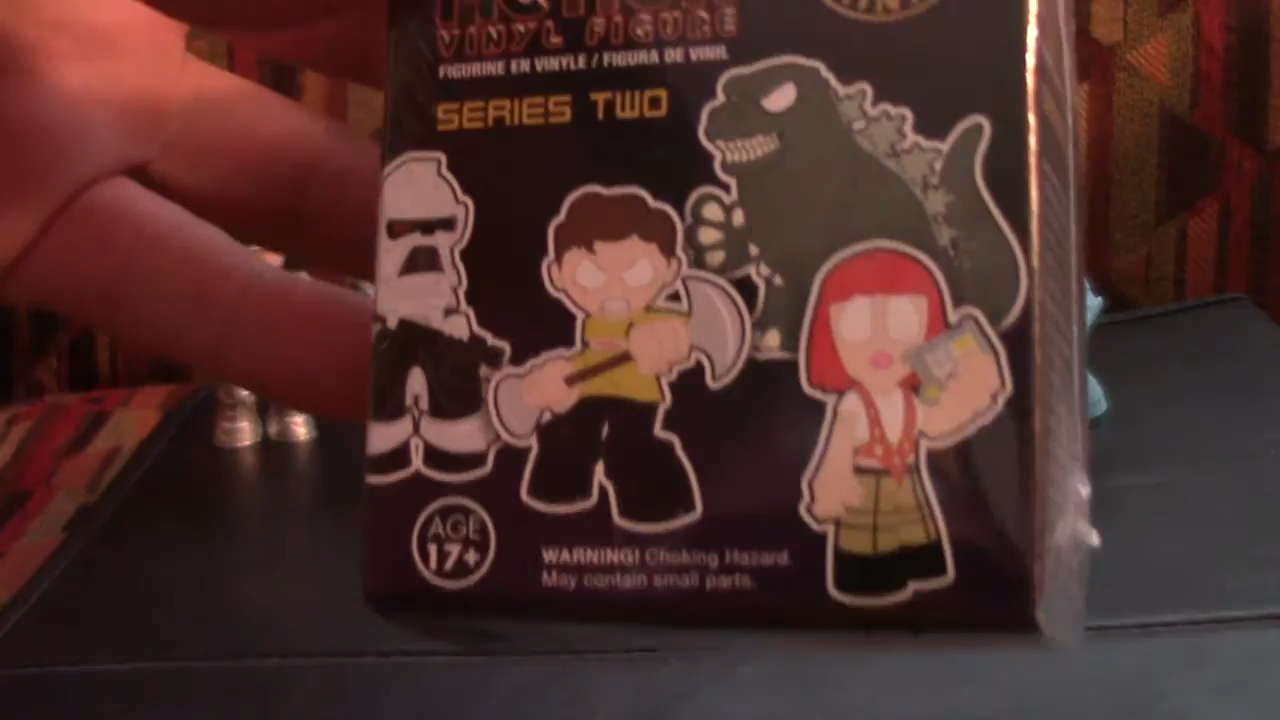 VINYL FIGURE
FIGURINE EN VINYLE / FIGURA DE VINIL
SERIES TWO
AGE
17+
WARNING! Choking Hazard.
May contain small parts.